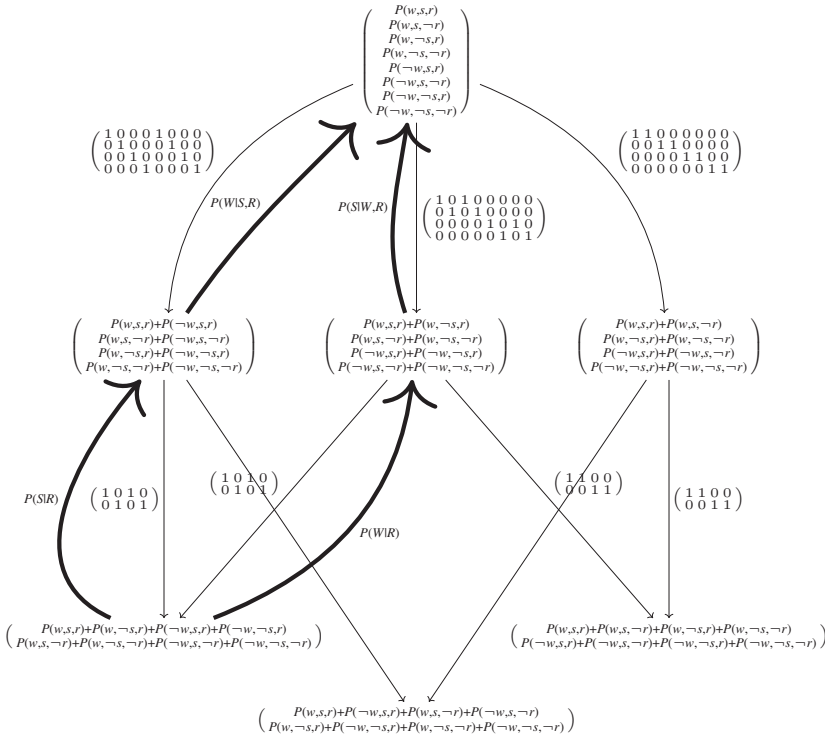 P(w,s,r)
P(w,s,¬r)
P(w,¬s,r)
P(w,¬s,¬r)
P(¬w,s,r)
P(¬w,s,¬r)
P(¬w,¬s,r)
P(¬w,¬s,¬r)
1 0 0 0 1 0 0 0
0 1 0 0 0 1 0 0
0 0 1 0 0 0 1 0
0 0 0 1 0 0 0 1
1 1 0 0 0 0 0 0
0 0 1 1 0 0 0 0
0 0 0 0 1 1 0 0
0 0 0 0 0 0 1 1
P(W|S,R)
P(S|W,R)
1 0 1 0 0 0 0 0
0 1 0 1 0 0 0 0
0 0 0 0 1 0 1 0
0 0 0 0 0 1 0 1
P(w,s,r)+P(¬w,s,r)
P(w,s,¬r)+P(¬w,s,¬r)
P(w,¬s,r)+P(¬w,¬s,r)
P(w,¬s,¬r)+P(¬w,¬s,¬r)
P(w,s,r)+P(w,¬s,r)
P(w,s,¬r)+P(w,¬s,¬r)
P(¬w,s,r)+P(¬w,¬s,r)
P(¬w,s,¬r)+P(¬w,¬s,¬r)
P(w,s,r)+P(w,s,¬r)
P(w,¬s,r)+P(w,¬s,¬r)
P(¬w,s,r)+P(¬w,s,¬r)
P(¬w,¬s,r)+P(¬w,¬s,¬r)
P(S|R)
1 0 1 0
0 1 0 1
1 0 1 0
0 1 0 1
P(W|R)
1 1 0 0
0 0 1 1
1 1 0 0
0 0 1 1
P(w,s,r)+P(w,¬s,r)+P(¬w,s,r)+P(¬w,¬s,r)
P(w,s,¬r)+P(w,¬s,¬r)+P(¬w,s,¬r)+P(¬w,¬s,¬r)
P(w,s,r)+P(w,s,¬r)+P(w,¬s,r)+P(w,¬s,¬r)
P(¬w,s,r)+P(¬w,s,¬r)+P(¬w,¬s,r)+P(¬w,¬s,¬r)
P(w,s,r)+P(¬w,s,r)+P(w,s,¬r)+P(¬w,s,¬r)
P(w,¬s,r)+P(¬w,¬s,r)+P(w,¬s,¬r)+P(¬w,¬s,¬r)